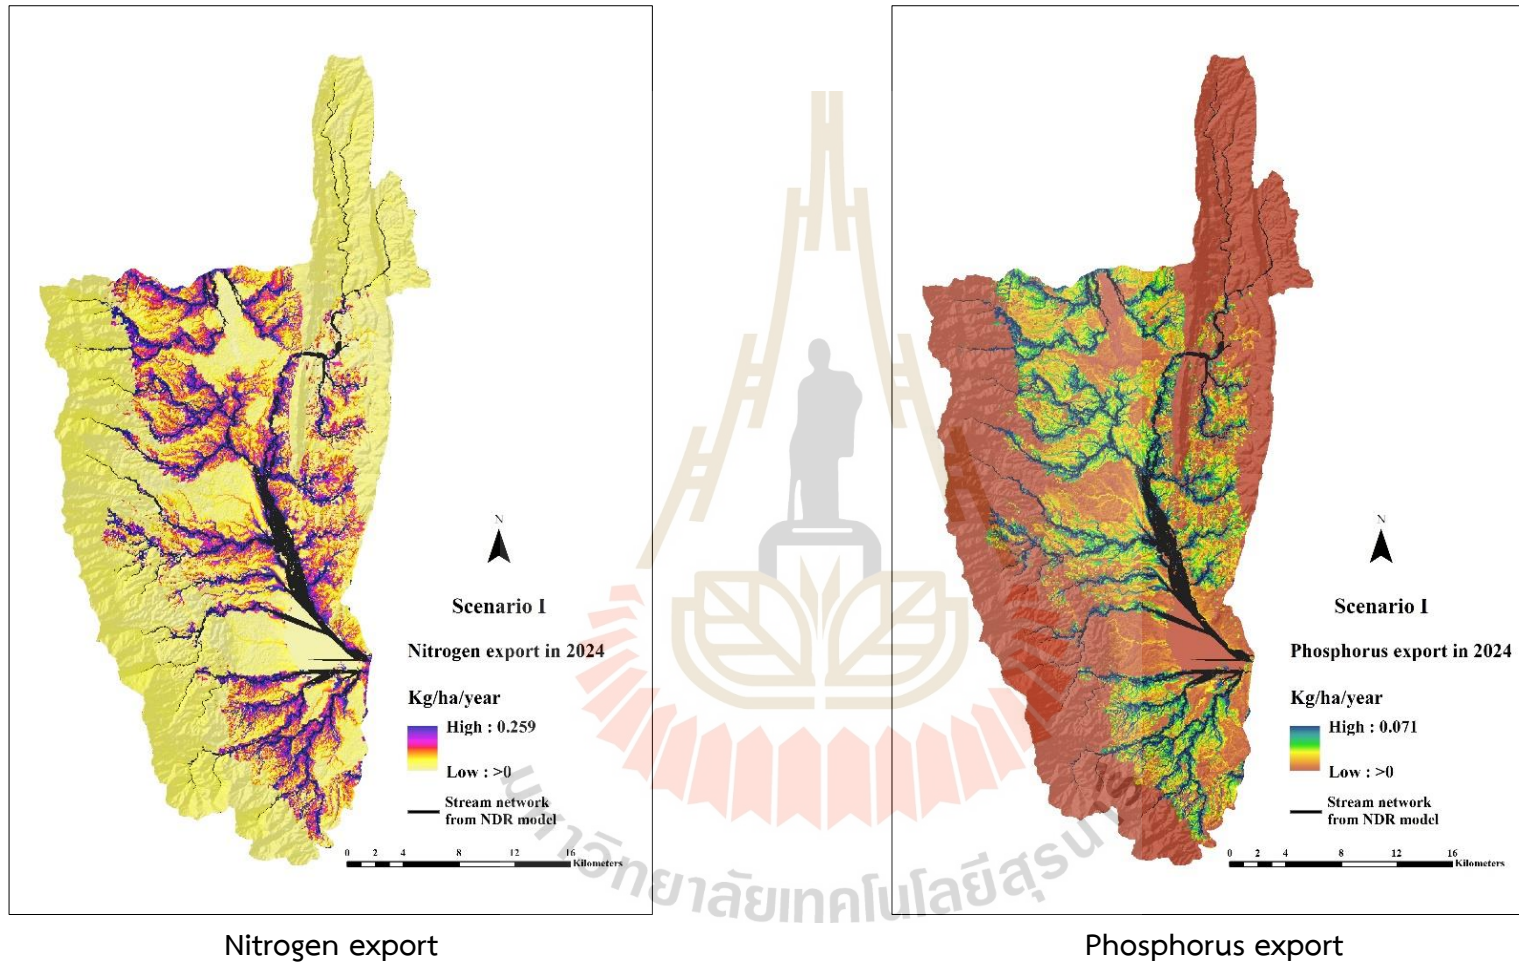 N
Scenario I
Nitrogen export in 2024
Kg/ha/year
High : 0.259
Low : >0
Stream network
from NDR model
0 2 4 8 12 16
Kilometers
Nitrogen export
N
Scenario I
Phosphorus export in 2024
Kg/ha/year
High : 0.071
Low : >0
Stream network
from NDR model
0 2 4 8 12 16
Kilometers
Phosphorus export
มหาวิทยาลัยเทคโนโลยีสุรนารี